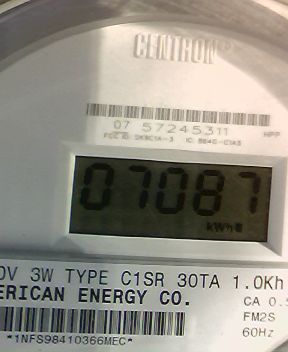 CENTRON®
07 57245311
HPP
07087
kWh
0V 3W TYPE C1SR 30TA 1.0Kh
ERICAN ENERGY CO.
CA 0.5
FM2S
60Hz
*1NFS98410366MEC*